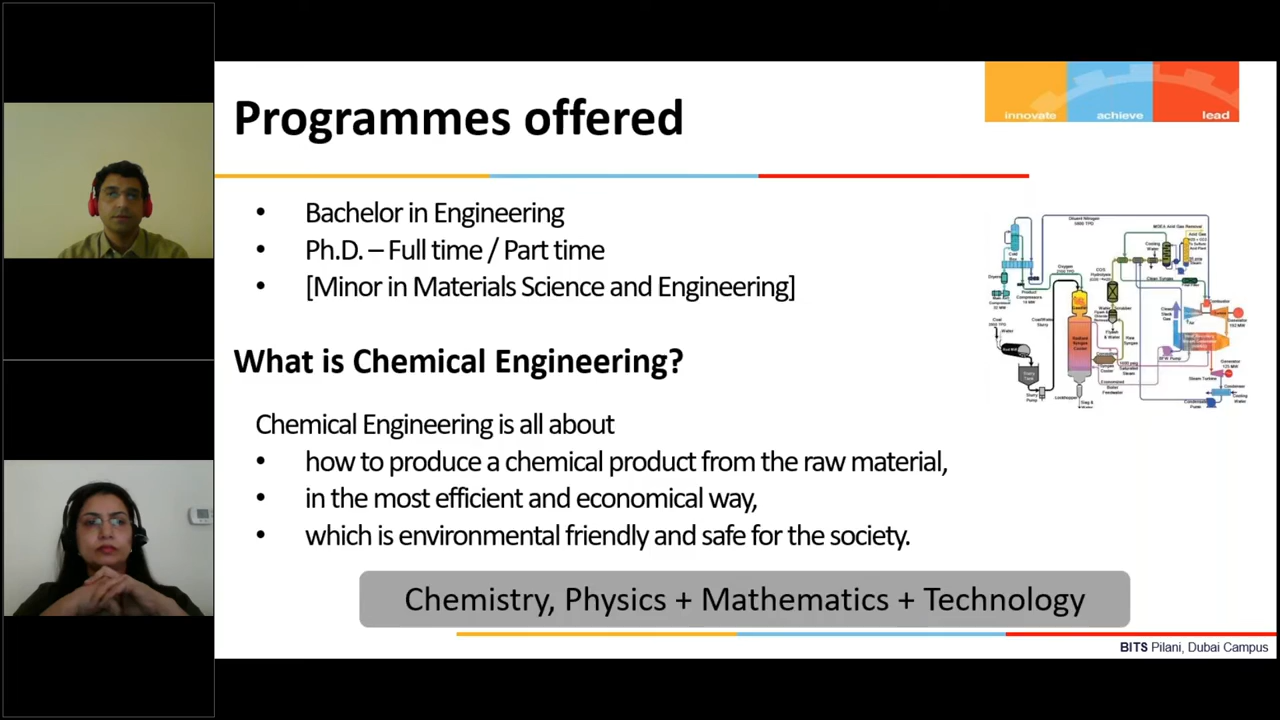 Programmes offered
innovate achieve lead
• Bachelor in Engineering
• Ph.D. – Full time / Part time
• [Minor in Materials Science and Engineering]
Diluent Nitrogen
Oxygen
What is Chemical Engineering?
Chemical Engineering is all about
• how to produce a chemical product from the raw material,
• in the most efficient and economical way,
• which is environmental friendly and safe for the society.
Chemistry, Physics + Mathematics + Technology
BITS Pilani, Dubai Campus